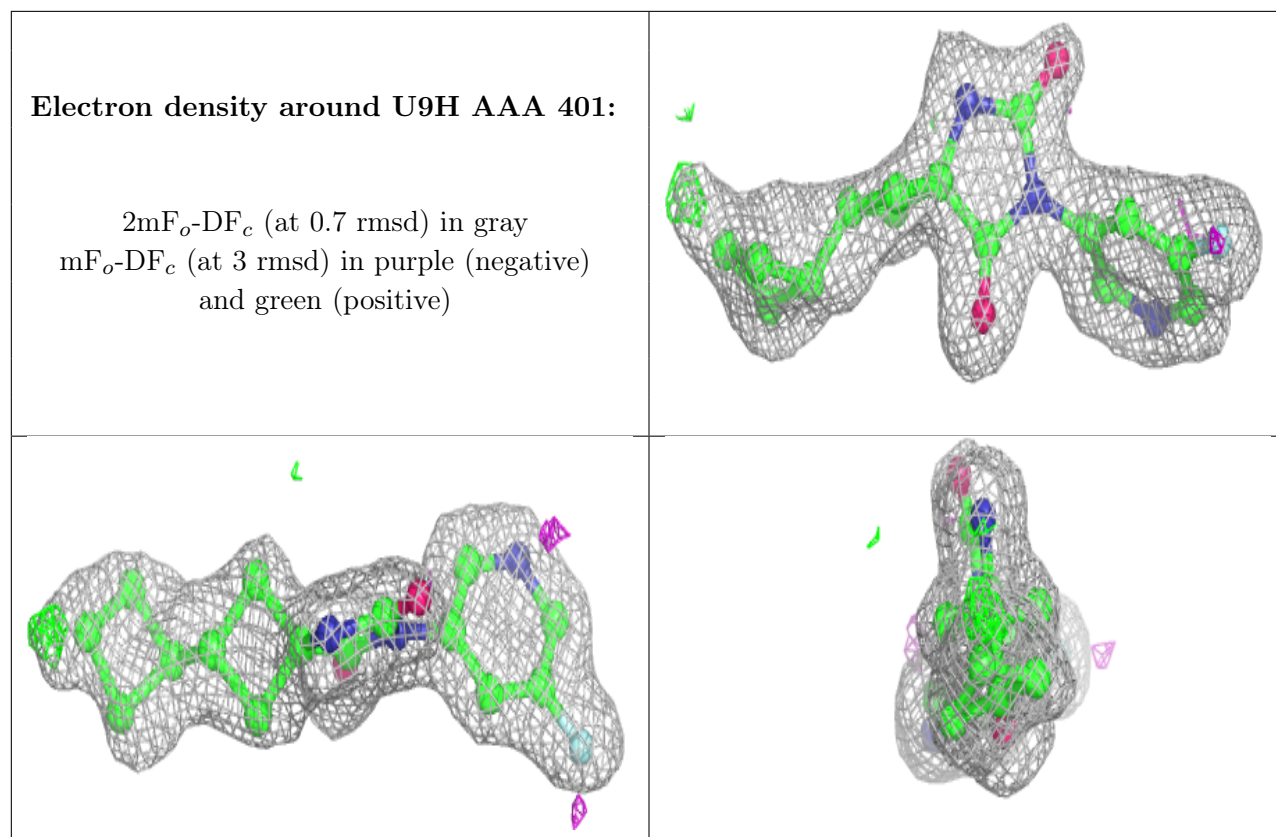 Electron density around U9H AAA 401:
2mFₒ-DF𝒸 (at 0.7 rmsd) in gray
mFₒ-DF𝒸 (at 3 rmsd) in purple (negative)
and green (positive)